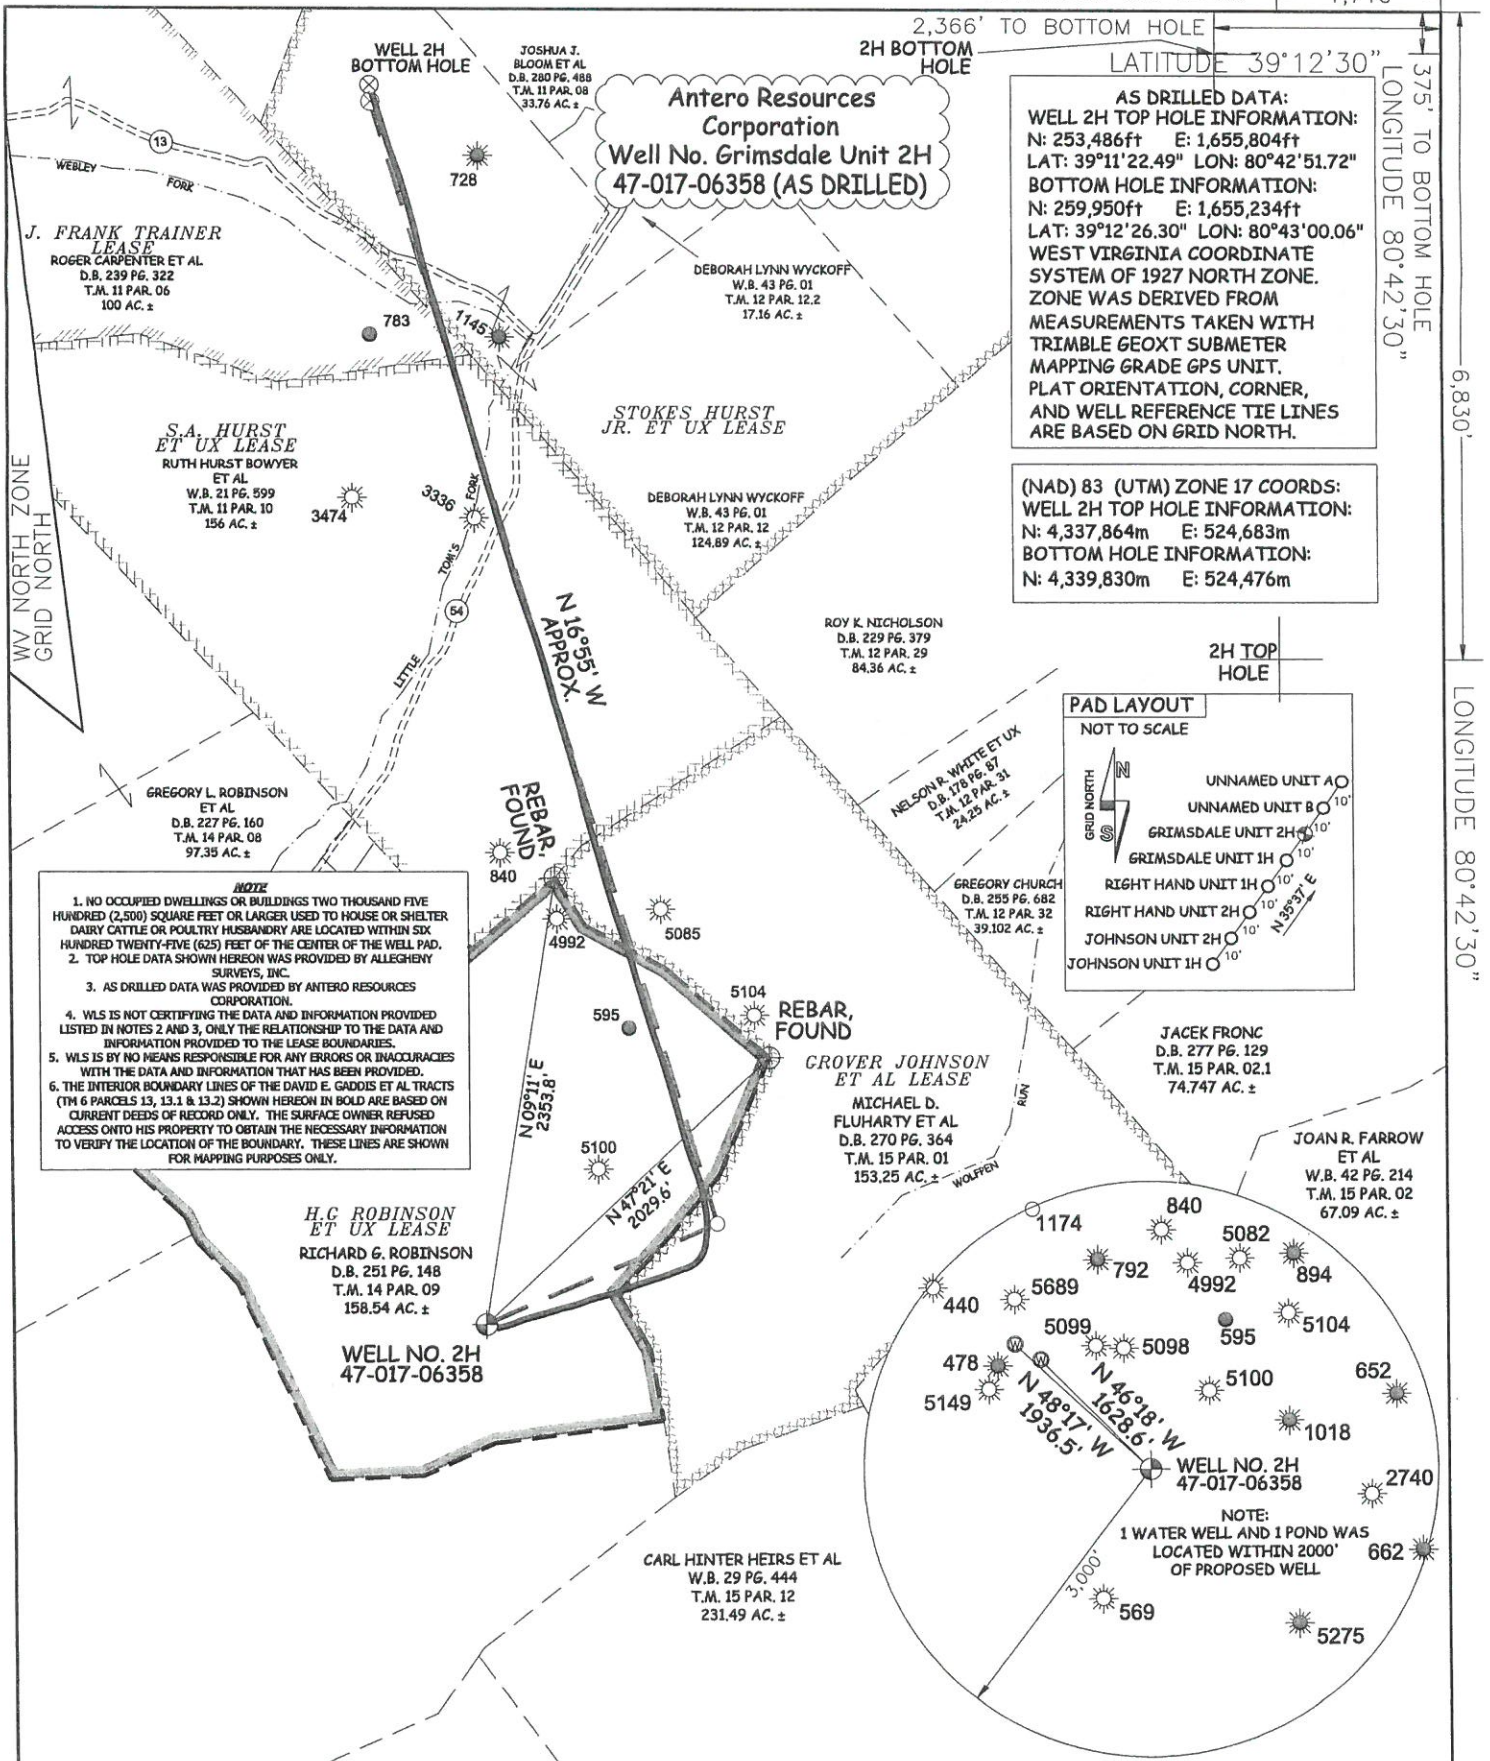 2,366' TO BOTTOM HOLE
2H BOTTOM
HOLE
LATITUDE 39°12'30"
375' TO BOTTOM HOLE
LONGITUDE 80°42'30"
6,830'
LONGITUDE 80°42'30"
WELL 2H
BOTTOM HOLE
JOSHUA J.
BLOOM ET AL
D.B. 280 PG. 488
T.M. 11 PAR. 08
33.76 AC. ±
Antero Resources
Corporation
Well No. Grimsdale Unit 2H
47-017-06358 (AS DRILLED)
AS DRILLED DATA:
WELL 2H TOP HOLE INFORMATION:
N: 253,486ft E: 1,655,804ft
LAT: 39°11'22.49" LON: 80°42'51.72"
BOTTOM HOLE INFORMATION:
N: 259,950ft E: 1,655,234ft
LAT: 39°12'26.30" LON: 80°43'00.06"
WEST VIRGINIA COORDINATE
SYSTEM OF 1927 NORTH ZONE.
ZONE WAS DERIVED FROM
MEASUREMENTS TAKEN WITH
TRIMBLE GEOXT SUBMETER
MAPPING GRADE GPS UNIT.
PLAT ORIENTATION, CORNER,
AND WELL REFERENCE TIE LINES
ARE BASED ON GRID NORTH.
(NAD) 83 (UTM) ZONE 17 COORDS:
WELL 2H TOP HOLE INFORMATION:
N: 4,337,864m E: 524,683m
BOTTOM HOLE INFORMATION:
N: 4,339,830m E: 524,476m
13
WEBLEY
FORK
728
J. FRANK TRAINER
LEASE
ROGER CARPENTER ET AL
D.B. 239 PG. 322
T.M. 11 PAR. 06
100 AC. ±
783
1145
DEBORAH LYNN WYCKOFF
W.B. 43 PG. 01
T.M. 12 PAR. 12.2
17.16 AC. ±
S.A. HURST
ET UX LEASE
RUTH HURST BOWYER
ET AL
W.B. 21 PG. 599
T.M. 11 PAR. 10
156 AC. ±
3474
3336
FORK
TOM'S
54
LITTLE
STOKES HURST
JR. ET UX LEASE
DEBORAH LYNN WYCKOFF
W.B. 43 PG. 01
T.M. 12 PAR. 12
124.89 AC. ±
WV NORTH ZONE
GRID NORTH
N 16°55' W
APPROX.
ROY K. NICHOLSON
D.B. 229 PG. 379
T.M. 12 PAR. 29
84.36 AC. ±
2H TOP
HOLE
PAD LAYOUT
NOT TO SCALE
GRID NORTH
N
S
UNNAMED UNIT A
10'
UNNAMED UNIT B
10'
GRIMSDALE UNIT 2H
10'
GRIMSDALE UNIT 1H
10'
RIGHT HAND UNIT 1H
10'
RIGHT HAND UNIT 2H
10'
JOHNSON UNIT 2H
10'
JOHNSON UNIT 1H
N 35°37' E
NELSON R. WHITE ET UX
D.B. 178 PG. 87
T.M. 12 PAR. 31
24.25 AC. ±
GREGORY CHURCH
D.B. 255 PG. 682
T.M. 12 PAR. 32
39.102 AC. ±
GREGORY L. ROBINSON
ET AL
D.B. 227 PG. 160
T.M. 14 PAR. 08
97.35 AC. ±
REBAR,
FOUND
840
4992
5085
NOTE
1. NO OCCUPIED DWELLINGS OR BUILDINGS TWO THOUSAND FIVE
HUNDRED (2,500) SQUARE FEET OR LARGER USED TO HOUSE OR SHELTER
DAIRY CATTLE OR POULTRY HUSBANDRY ARE LOCATED WITHIN SIX
HUNDRED TWENTY-FIVE (625) FEET OF THE CENTER OF THE WELL PAD.
2. TOP HOLE DATA SHOWN HEREON WAS PROVIDED BY ALLEGHENY
SURVEYS, INC.
3. AS DRILLED DATA WAS PROVIDED BY ANTERO RESOURCES
CORPORATION.
4. WLS IS NOT CERTIFYING THE DATA AND INFORMATION PROVIDED
LISTED IN NOTES 2 AND 3, ONLY THE RELATIONSHIP TO THE DATA AND
INFORMATION PROVIDED TO THE LEASE BOUNDARIES.
5. WLS IS BY NO MEANS RESPONSIBLE FOR ANY ERRORS OR INACCURACIES
WITH THE DATA AND INFORMATION THAT HAS BEEN PROVIDED.
6. THE INTERIOR BOUNDARY LINES OF THE DAVID E. GADDIS ET AL TRACTS
(TM 6 PARCELS 13, 13.1 & 13.2) SHOWN HEREON IN BOLD ARE BASED ON
CURRENT DEEDS OF RECORD ONLY. THE SURFACE OWNER REFUSED
ACCESS ONTO HIS PROPERTY TO OBTAIN THE NECESSARY INFORMATION
TO VERIFY THE LOCATION OF THE BOUNDARY. THESE LINES ARE SHOWN
FOR MAPPING PURPOSES ONLY.
595
5104
REBAR,
FOUND
N 09°11' E
2353.8'
5100
N 47°21' E
2029.6'
GROVER JOHNSON
ET AL LEASE
MICHAEL D.
FLUHARTY ET AL
D.B. 270 PG. 364
T.M. 15 PAR. 01
153.25 AC. ±
WOLFPEN
RUN
JACEK FRONC
D.B. 277 PG. 129
T.M. 15 PAR. 02.1
74.747 AC. ±
JOAN R. FARROW
ET AL
W.B. 42 PG. 214
T.M. 15 PAR. 02
67.09 AC. ±
H.G ROBINSON
ET UX LEASE
RICHARD G. ROBINSON
D.B. 251 PG. 148
T.M. 14 PAR. 09
158.54 AC. ±
WELL NO. 2H
47-017-06358
CARL HINTER HEIRS ET AL
W.B. 29 PG. 444
T.M. 15 PAR. 12
231.49 AC. ±
1174
840
5082
792
4992
894
440
5689
5104
5099
5098
595
478
5149
5100
652
1018
N 46°18' W
1628.6'
N 48°17' W
1936.5'
W
W
WELL NO. 2H
47-017-06358
2740
NOTE:
1 WATER WELL AND 1 POND WAS
LOCATED WITHIN 2000'
OF PROPOSED WELL
662
3,000'
569
5275